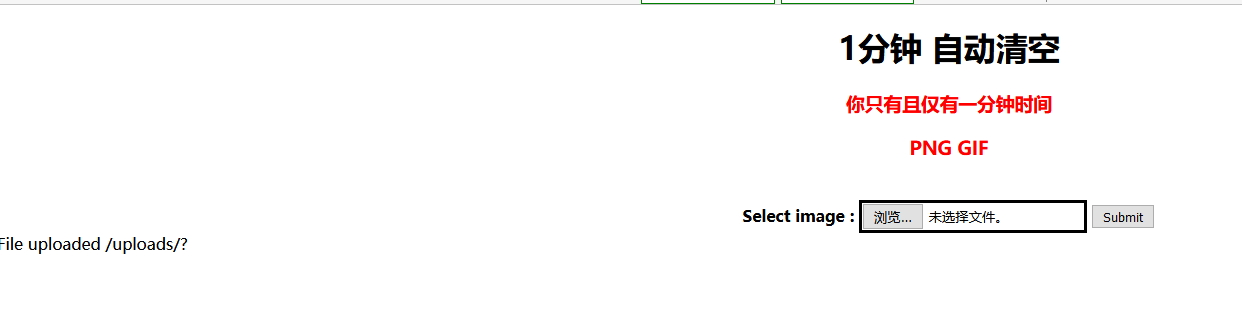 1分钟 自动清空
你只有且仅有一分钟时间
PNG GIF
Select image : 浏览... 未选择文件。 Submit
File uploaded /uploads/?